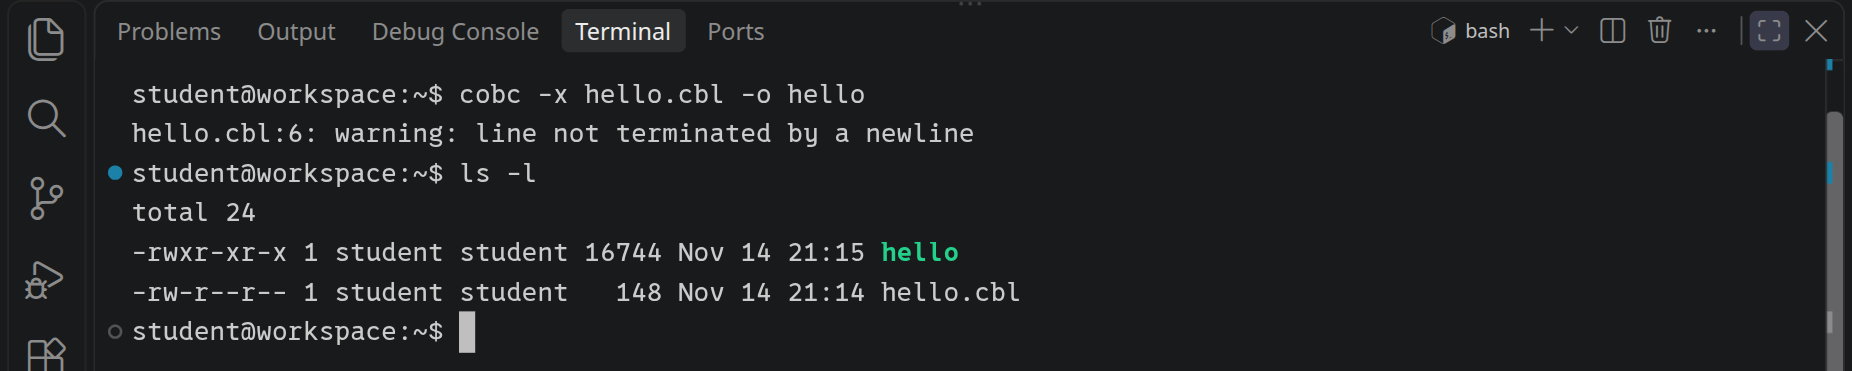 Problems Output Debug Console Terminal Ports bash
student@workspace:~$ cobc -x hello.cbl -o hello
hello.cbl:6: warning: line not terminated by a newline
student@workspace:~$ ls -l
total 24
-rwxr-xr-x 1 student student 16744 Nov 14 21:15 hello
-rw-r--r-- 1 student student   148 Nov 14 21:14 hello.cbl
student@workspace:~$